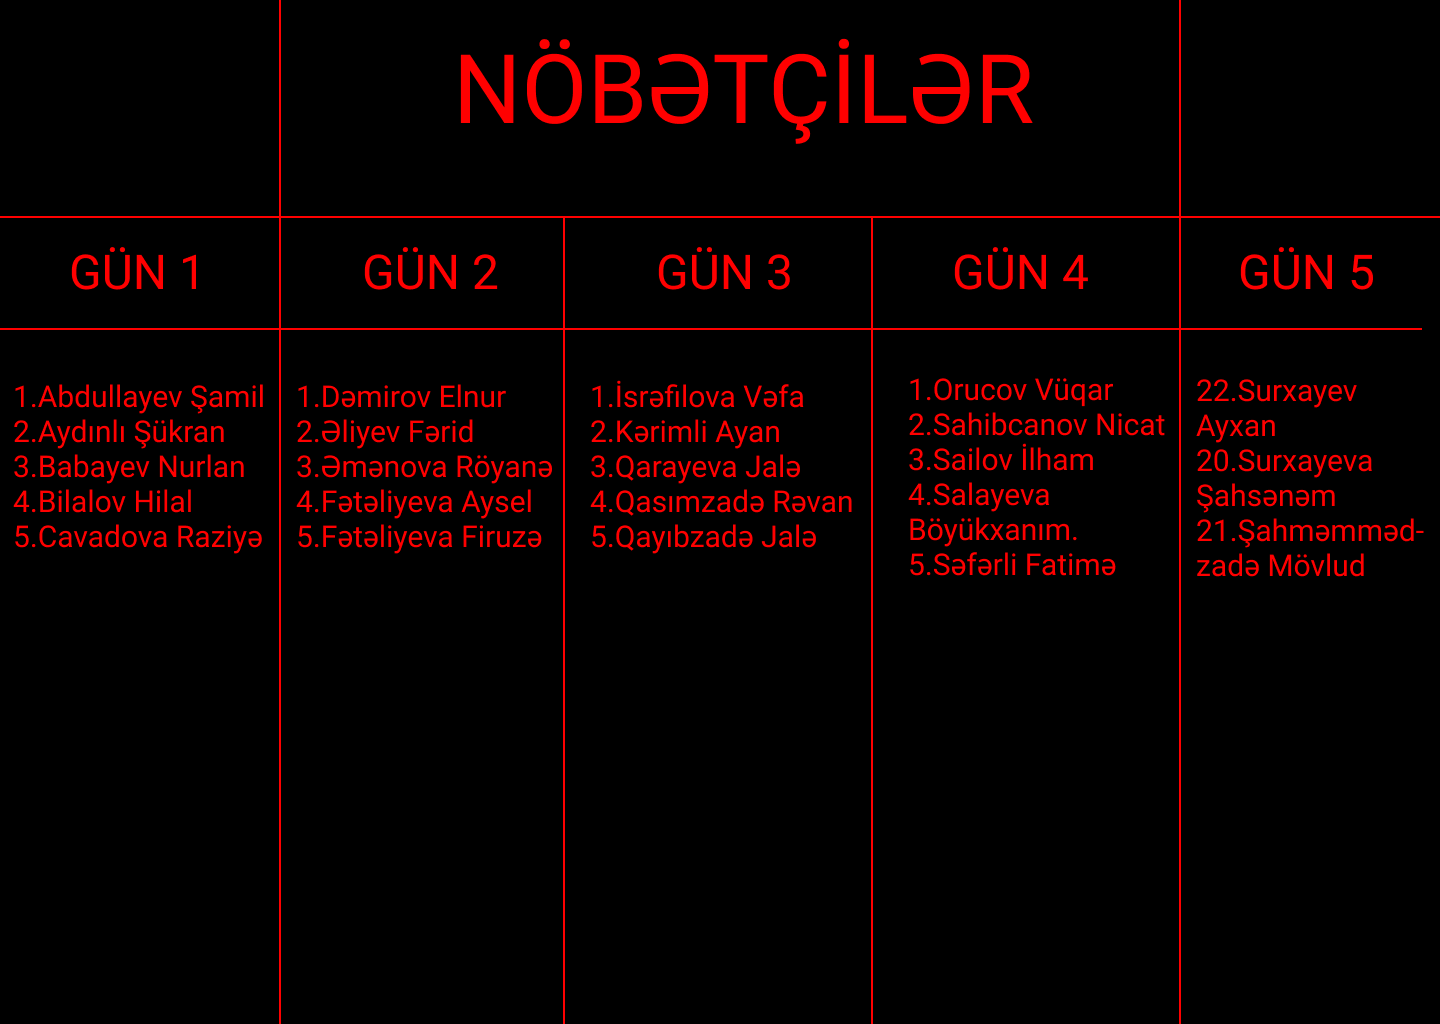 NÖBƏTÇİLƏR
GÜN 1
GÜN 2
GÜN 3
GÜN 4
GÜN 5
1.Abdullayev Şamil
2.Aydınlı Şükran
3.Babayev Nurlan
4.Bilalov Hilal
5.Cavadova Raziyə
1.Dəmirov Elnur
2.Əliyev Fərid
3.Əmənova Röyanə
4.Fətəliyeva Aysel
5.Fətəliyeva Firuzə
1.İsrəfilova Vəfa
2.Kərimli Ayan
3.Qarayeva Jalə
4.Qasımzadə Rəvan
5.Qayıbzadə Jalə
1.Orucov Vüqar
2.Sahibcanov Nicat
3.Sailov İlham
4.Salayeva
Böyükxanım.
5.Səfərli Fatimə
22.Surxayev
Ayxan
20.Surxayeva
Şahsənəm
21.Şahməmməd-
zadə Mövlud